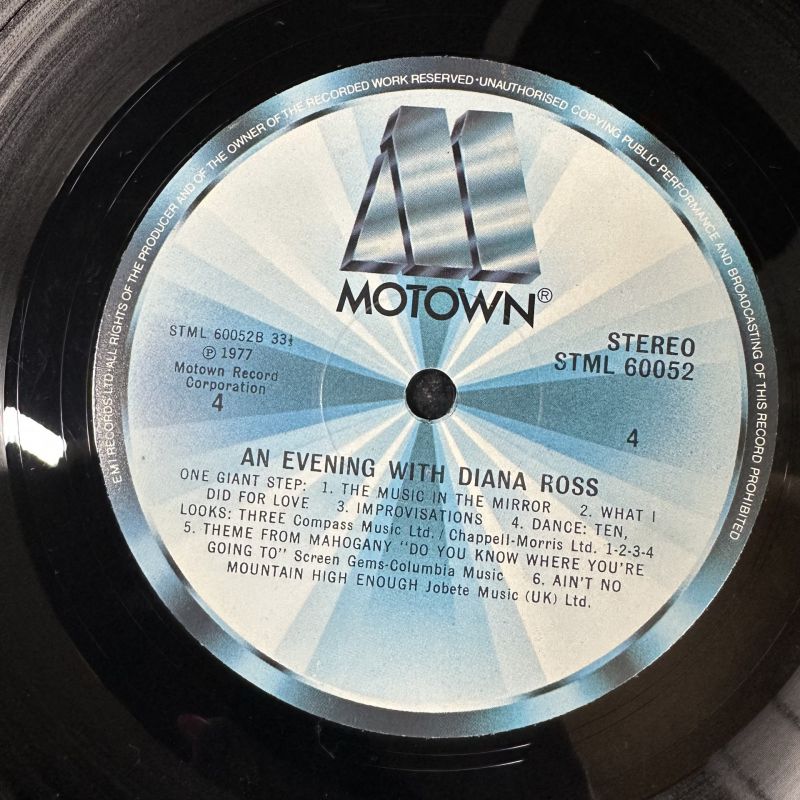 EMI RECORDS LTD·ALL RIGHTS OF THE PRODUCER AND OF THE OWNER OF THE RECORDED WORK RESERVED·UNAUTHORISED COPYING PUBLIC PERFORMANCE AND BROADCASTING OF THIS RECORD PROHIBITED
MOTOWN®
STML 60052B 33⅓
Ⓟ 1977
Motown Record
Corporation
4
STEREO
STML 60052
4
AN EVENING WITH DIANA ROSS
ONE GIANT STEP: 1. THE MUSIC IN THE MIRROR 2. WHAT I
DID FOR LOVE 3. IMPROVISATIONS 4. DANCE: TEN,
LOOKS: THREE Compass Music Ltd./Chappell-Morris Ltd. 1-2-3-4
5. THEME FROM MAHOGANY "DO YOU KNOW WHERE YOU'RE
GOING TO" Screen Gems-Columbia Music 6. AIN'T NO
MOUNTAIN HIGH ENOUGH Jobete Music (UK) Ltd.